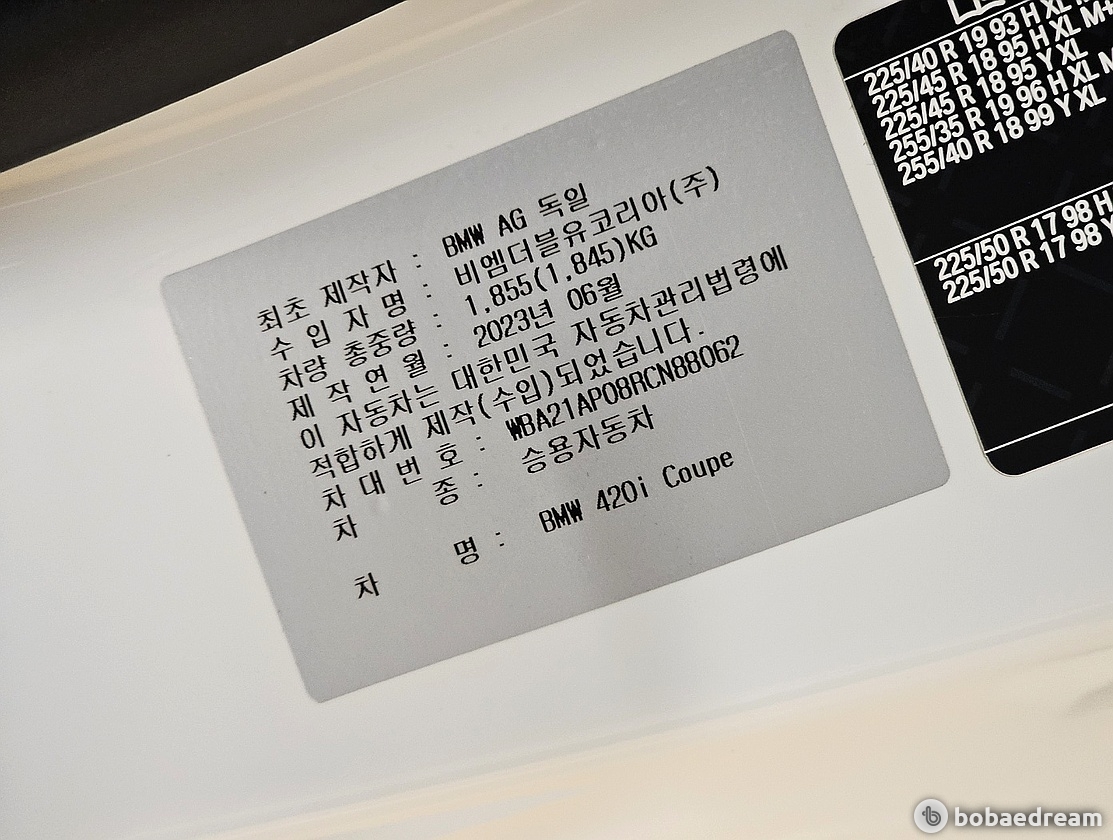 최초 제작자 : BMW AG 독일
수 입 자 명 : 비엠더블유코리아(주)
차량 총중량 : 1,855(1,845)KG
제 작 연 월 : 2023년 06월
이 자동차는 대한민국 자동차관리법령에
적합하게 제작(수입)되었습니다.
차 대 번 호 : WBA21AP08RCN88062
차 종 : 승용자동차
차 명 : BMW 420i Coupe
225/40 R 19 93 H XL
225/45 R 18 95 H XL M+
225/45 R 18 95 Y XL
255/35 R 19 96 H XL M
255/40 R 18 99 Y XL
225/50 R 17 98 H
225/50 R 17 98 Y
bobaedream